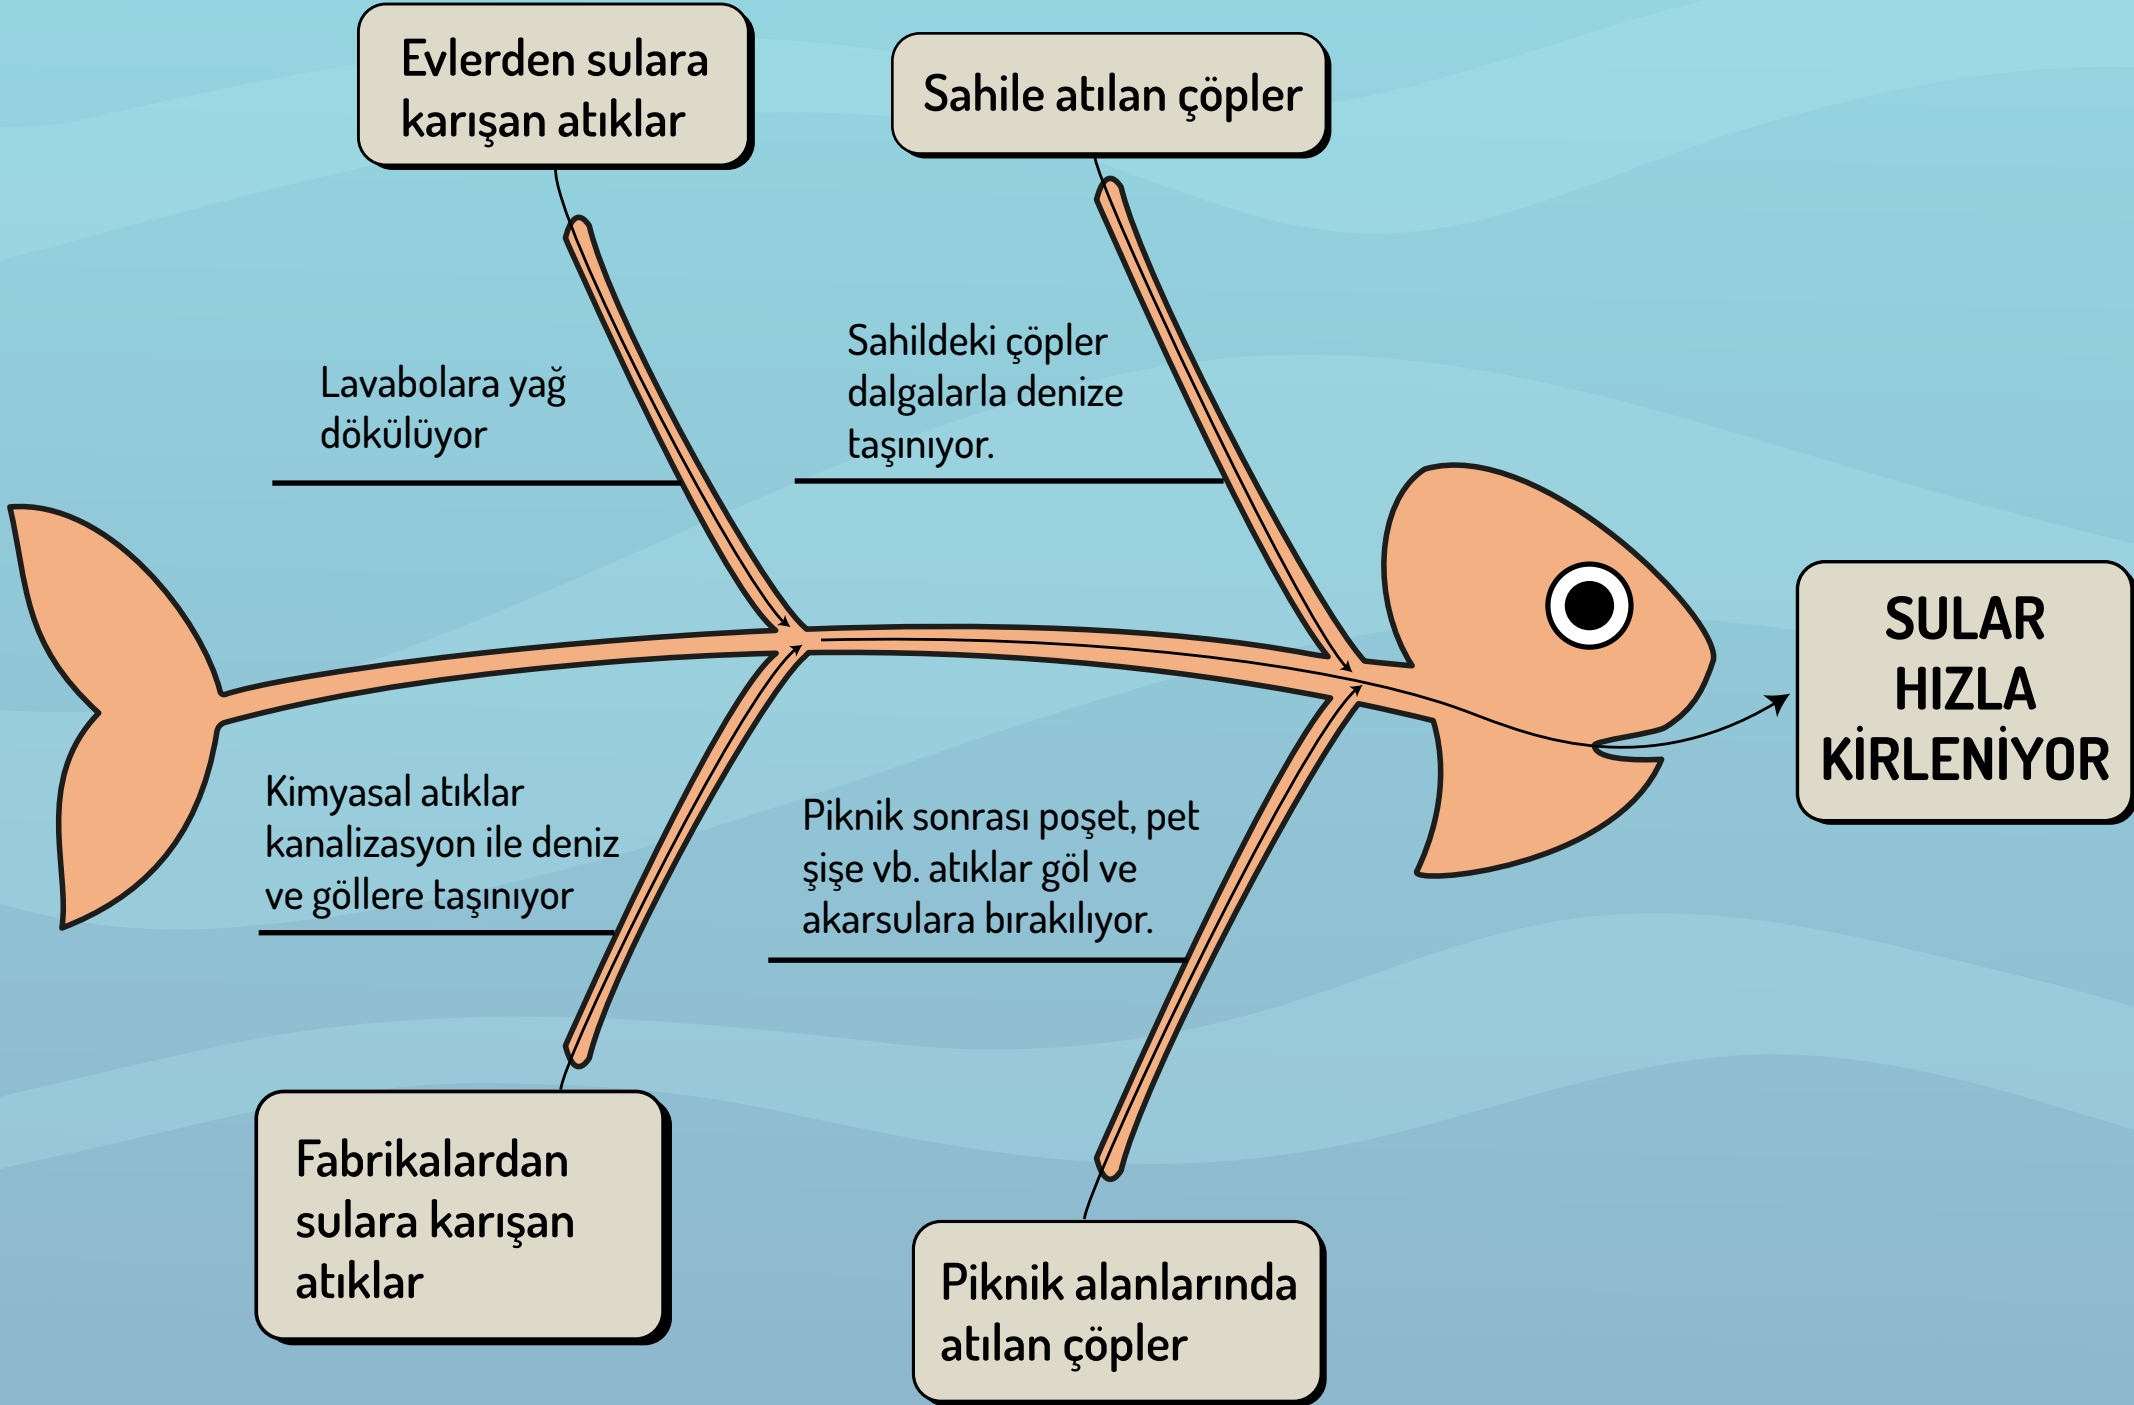 Evlerden sulara
karışan atıklar
Sahile atılan çöpler
Lavabolara yağ
dökülüyor
Sahildeki çöpler
dalgalarla denize
taşınıyor.
SULAR
HIZLA
KİRLENİYOR
Kimyasal atıklar
kanalizasyon ile deniz
ve göllere taşınıyor
Piknik sonrası poşet, pet
şişe vb. atıklar göl ve
akarsulara bırakılıyor.
Fabrikalardan
sulara karışan
atıklar
Piknik alanlarında
atılan çöpler